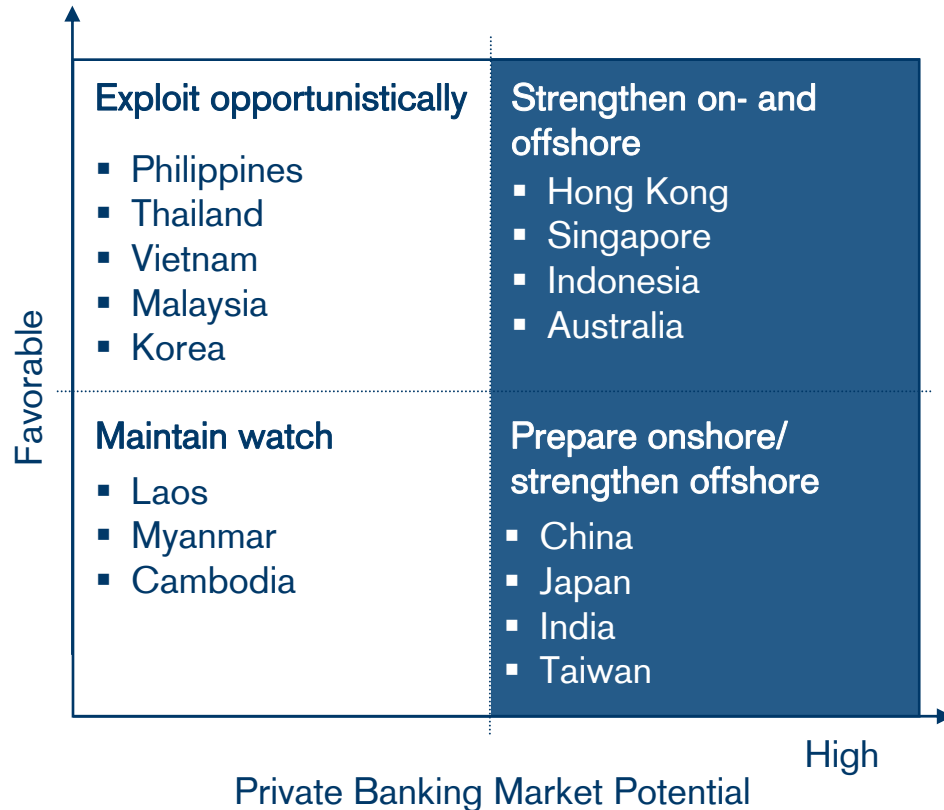 Exploit opportunistically
▪ Philippines
▪ Thailand
▪ Vietnam
▪ Malaysia
▪ Korea
Strengthen on- and
offshore
▪ Hong Kong
▪ Singapore
▪ Indonesia
▪ Australia
Favorable
Maintain watch
▪ Laos
▪ Myanmar
▪ Cambodia
Prepare onshore/
strengthen offshore
▪ China
▪ Japan
▪ India
▪ Taiwan
High
Private Banking Market Potential